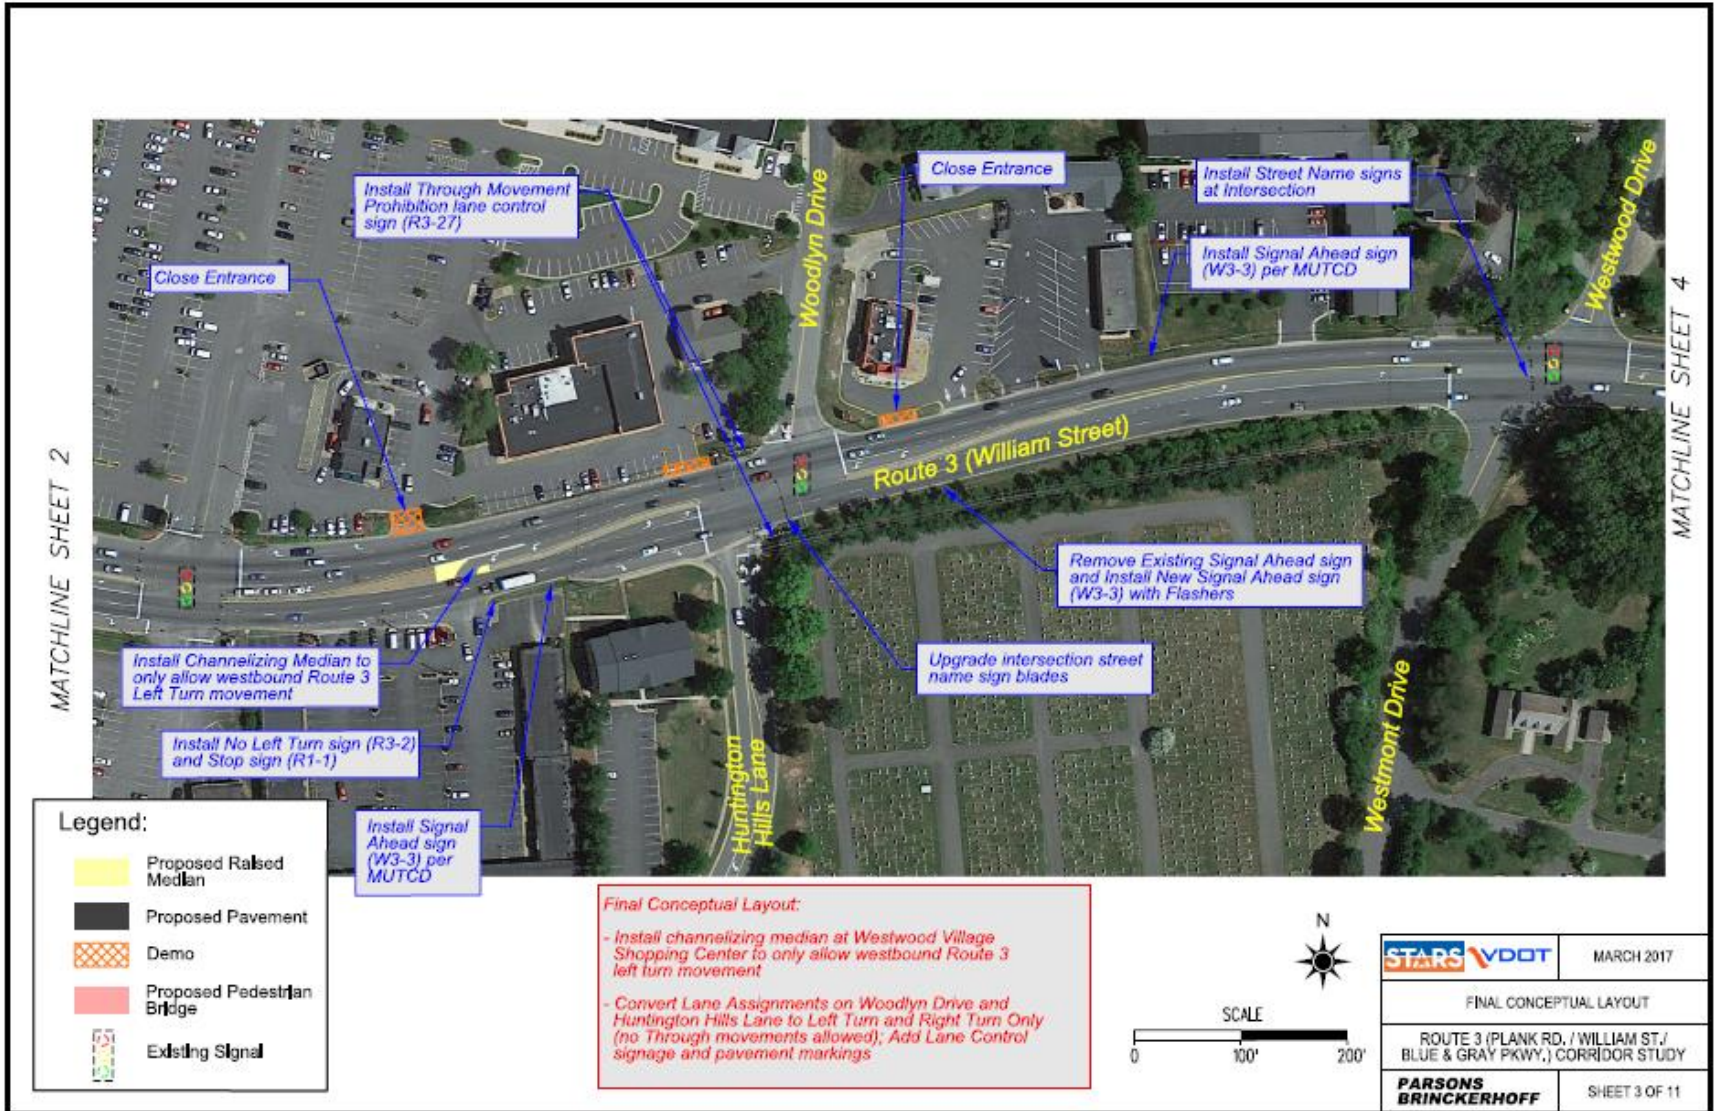 Install Through Movement
Prohibition lane control
sign (R3-27)
Close Entrance
Woodlyn Drive
Close Entrance
Install Street Name signs
at Intersection
Install Signal Ahead sign
(W3-3) per MUTCD
Westwood Drive
MATCHLINE SHEET 2
MATCHLINE SHEET 4
Route 3 (William Street)
Remove Existing Signal Ahead sign
and Install New Signal Ahead sign
(W3-3) with Flashers
Upgrade intersection street
name sign blades
Install Channelizing Median to
only allow westbound Route 3
Left Turn movement
Install No Left Turn sign (R3-2)
and Stop sign (R1-1)
Install Signal
Ahead sign
(W3-3) per
MUTCD
Huntington
Hills Lane
Westmont Drive
Legend:
Proposed Raised
Median
Proposed Pavement
Demo
Proposed Pedestrian
Bridge
Existing Signal
Final Conceptual Layout:
- Install channelizing median at Westwood Village
Shopping Center to only allow westbound Route 3
left turn movement
- Convert Lane Assignments on Woodlyn Drive and
Huntington Hills Lane to Left Turn and Right Turn Only
(no Through movements allowed); Add Lane Control
signage and pavement markings
N
SCALE
0 100' 200'
STARS VDOT
MARCH 2017
FINAL CONCEPTUAL LAYOUT
ROUTE 3 (PLANK RD. / WILLIAM ST./
BLUE & GRAY PKWY.) CORRIDOR STUDY
PARSONS
BRINCKERHOFF
SHEET 3 OF 11